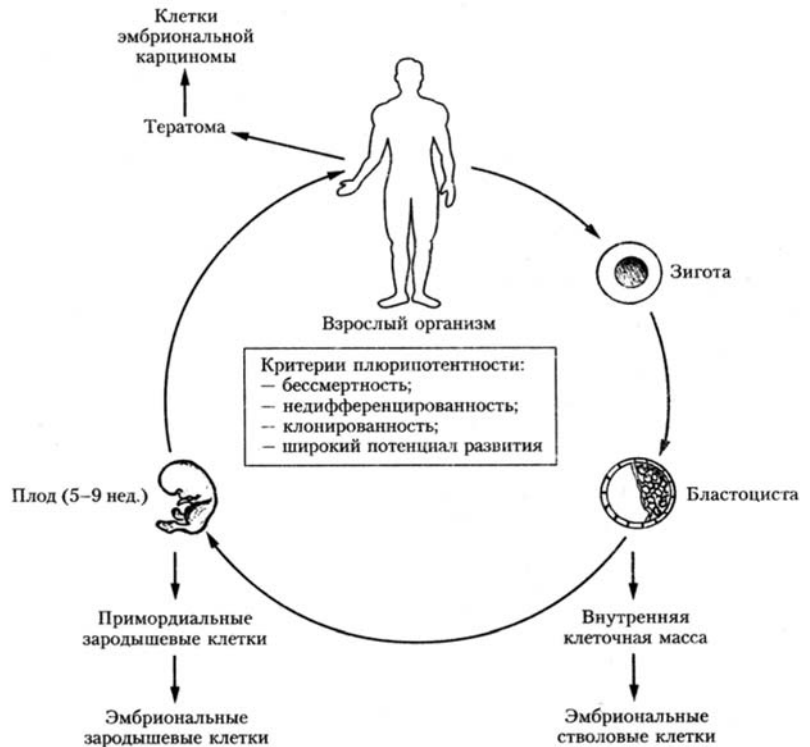 Клетки
эмбриональной
карциномы
Тератома
Зигота
Взрослый организм
Критерии плюрипотентности:
— бессмертность;
— недифференцированность;
— клонированность;
— широкий потенциал развития
Плод (5–9 нед.)
Бластоциста
Примордиальные
зародышевые клетки
Внутренняя
клеточная масса
Эмбриональные
зародышевые клетки
Эмбриональные
стволовые клетки